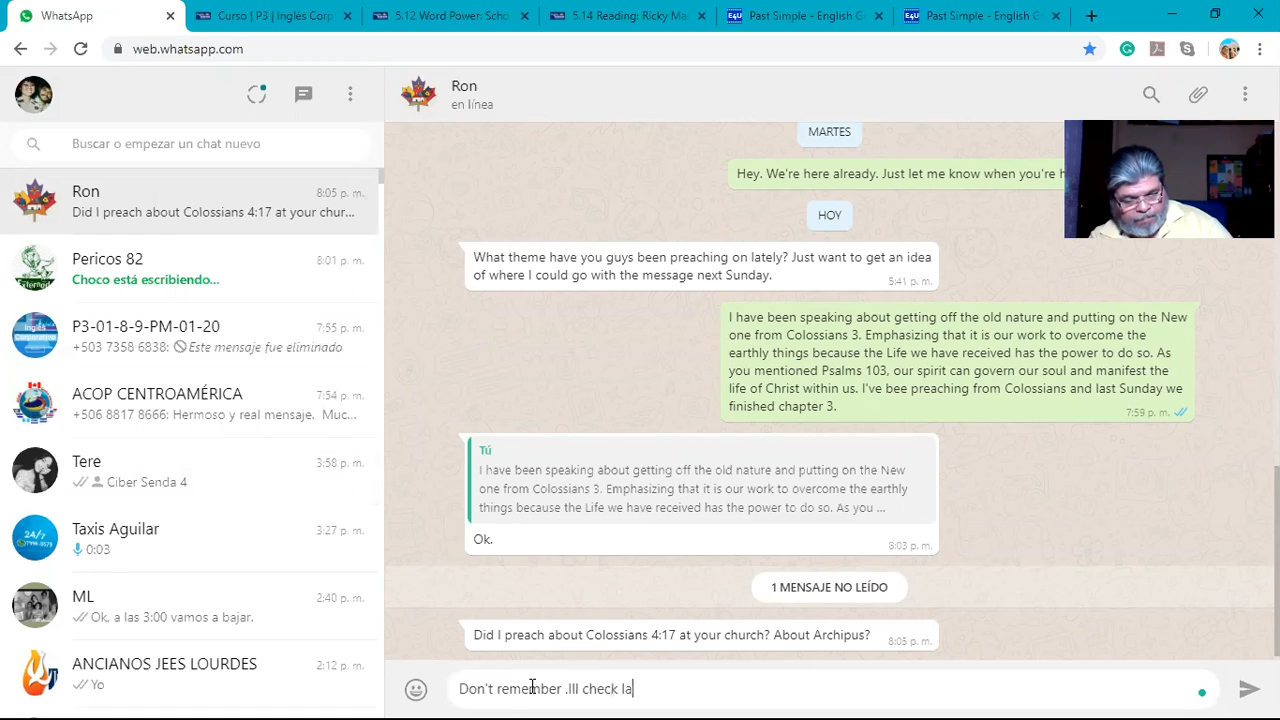 WhatsApp
Curso | P3 | Inglés Corp
5.12 Word Power: Scho
5.14 Reading: Ricky Ma
Past Simple - English G
Past Simple - English G
web.whatsapp.com
Ron
en línea
Buscar o empezar un chat nuevo
Ron
8:05 p. m.
Did I preach about Colossians 4:17 at your chur...
Pericos 82
8:01 p. m.
Choco está escribiendo...
P3-01-8-9-PM-01-20
7:55 p. m.
+503 7358 6838: Este mensaje fue eliminado
ACOP CENTROAMÉRICA
7:54 p. m.
+506 8817 8666: Hermoso y real mensaje. Muc...
Tere
3:58 p. m.
Ciber Senda 4
Taxis Aguilar
3:27 p. m.
0:03
ML
2:40 p. m.
Ok, a las 3:00 vamos a bajar.
ANCIANOS JEES LOURDES
2:12 p. m.
Yo
MARTES
Hey. We're here already. Just let me know when you're h
HOY
What theme have you guys been preaching on lately? Just want to get an idea
of where I could go with the message next Sunday.
5:41 p. m.
I have been speaking about getting off the old nature and putting on the New
one from Colossians 3. Emphasizing that it is our work to overcome the
earthly things because the Life we have received has the power to do so. As
you mentioned Psalms 103, our spirit can govern our soul and manifest the
life of Christ within us. I've bee preaching from Colossians and last Sunday we
finished chapter 3.
7:59 p. m.
Tú
I have been speaking about getting off the old nature and putting on the New
one from Colossians 3. Emphasizing that it is our work to overcome the earthly
things because the Life we have received has the power to do so. As you ...
Ok.
8:03 p. m.
1 MENSAJE NO LEÍDO
Did I preach about Colossians 4:17 at your church? About Archipus?
8:05 p. m.
Don't remember .Ill check la